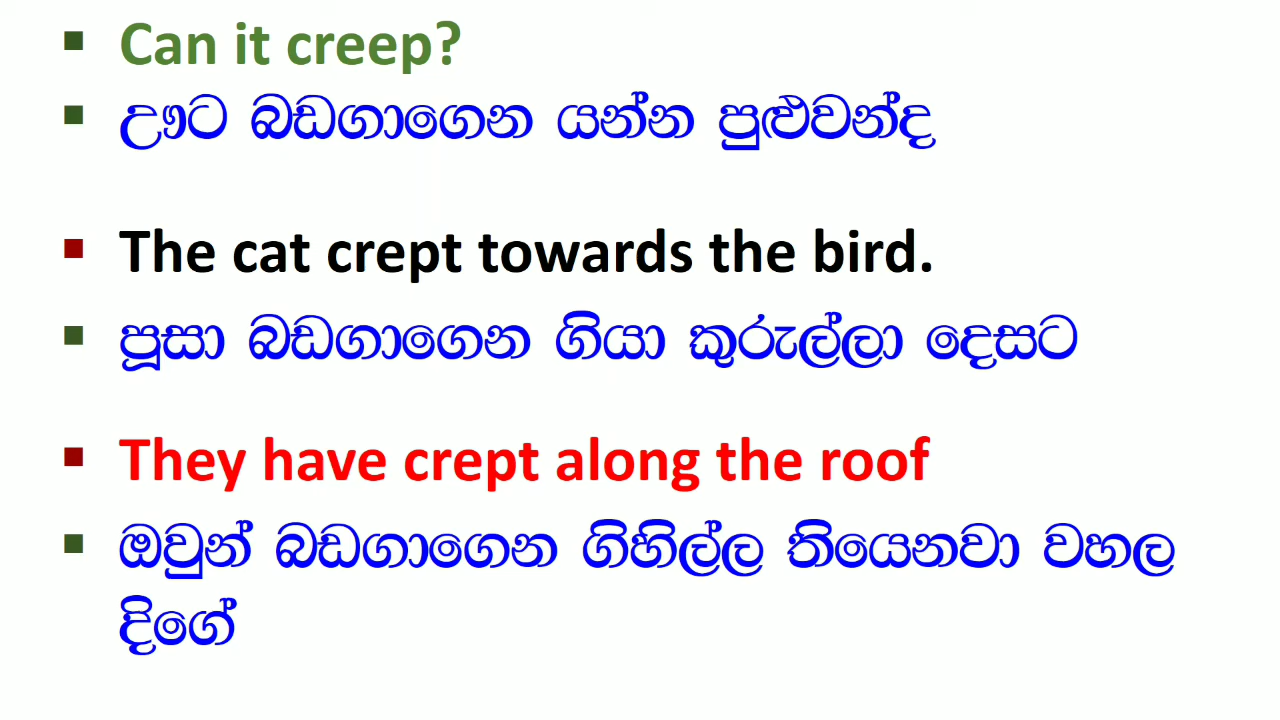 Can it creep?
ඌට බඩගාගෙන යන්න පුළුවන්ද
The cat crept towards the bird.
පූසා බඩගාගෙන ගියා කුරුල්ලා දෙසට
They have crept along the roof
ඔවුන් බඩගාගෙන ගිහිල්ල තියෙනවා වහල
දිගේ